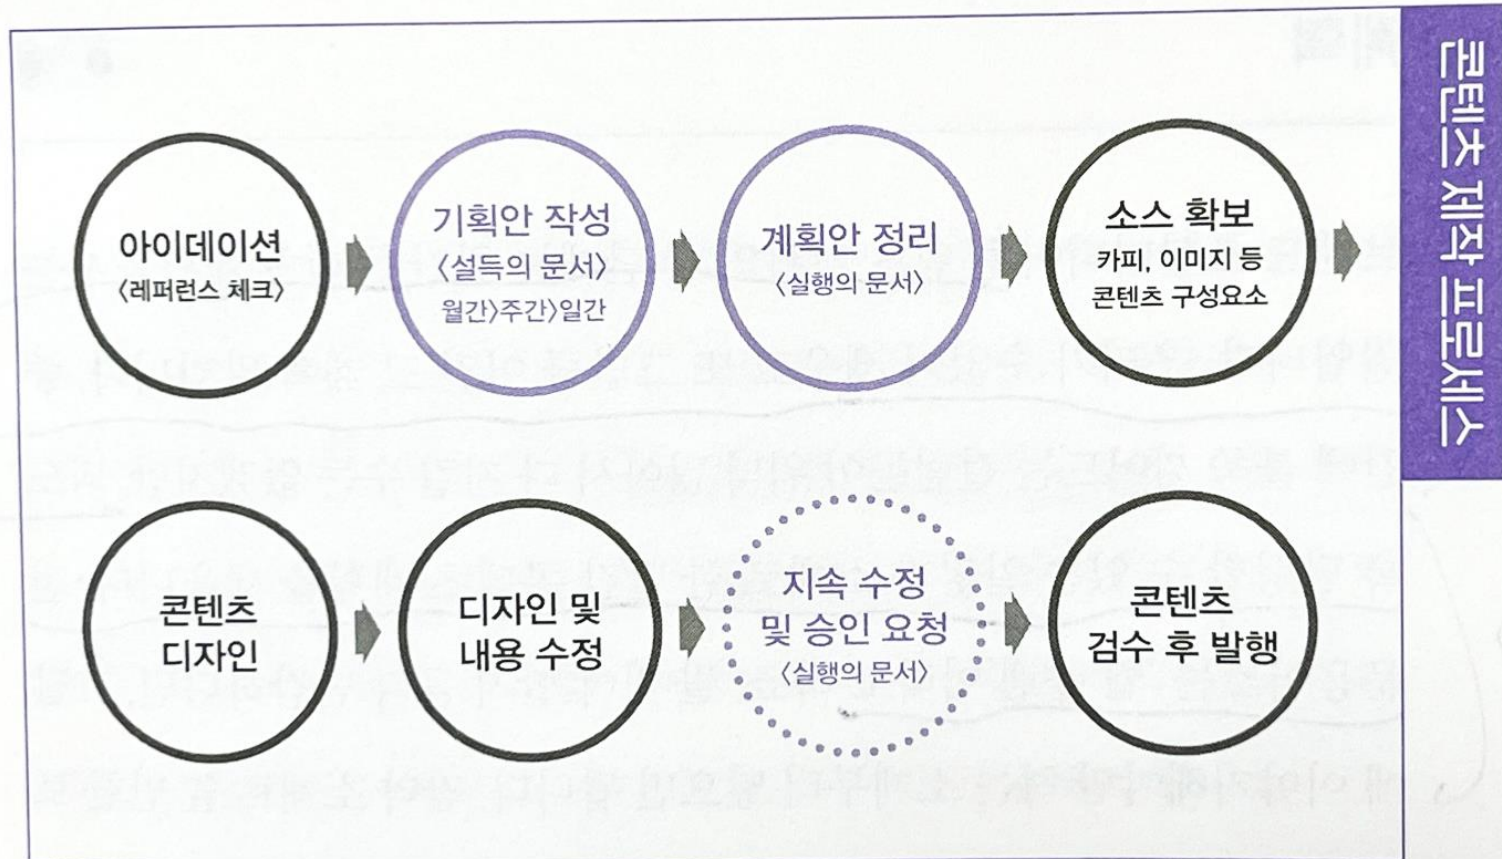 콘텐츠 제작 프로세스
아이데이션
〈레퍼런스 체크〉
기획안 작성
〈설득의 문서〉
월간〉주간〉일간
계획안 정리
〈실행의 문서〉
소스 확보
카피, 이미지 등
콘텐츠 구성요소
콘텐츠
디자인
디자인 및
내용 수정
지속 수정
및 승인 요청
〈실행의 문서〉
콘텐츠
검수 후 발행